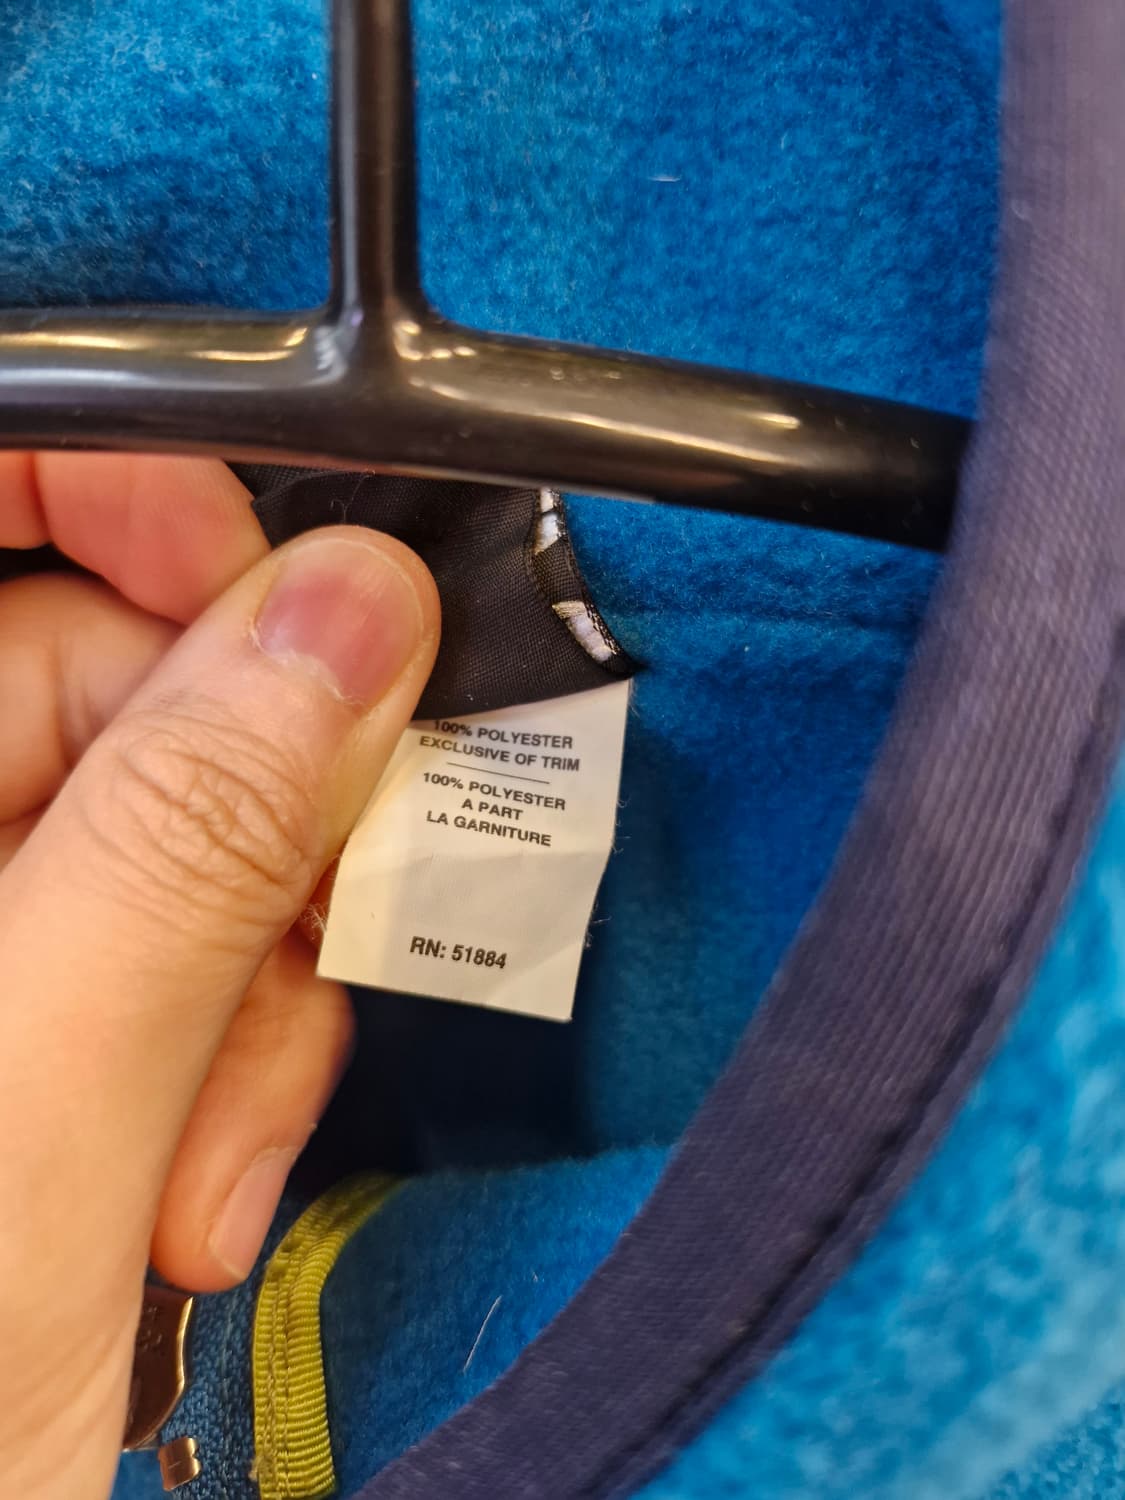 100% POLYESTER
EXCLUSIVE OF TRIM
100% POLYESTER
A PART
LA GARNITURE
RN: 51884